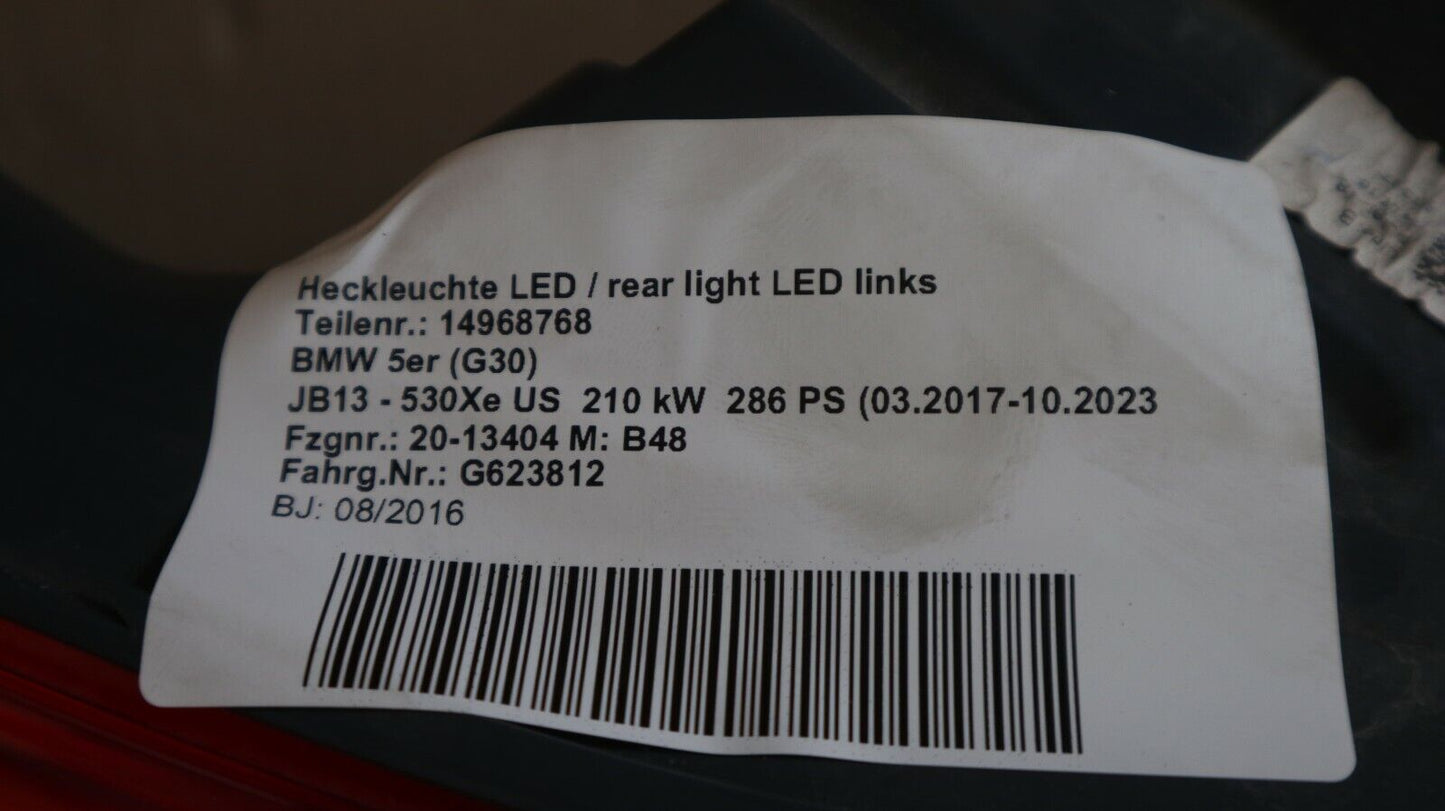 Heckleuchte LED / rear light LED links
Teilenr.: 14968768
BMW 5er (G30)
JB13 - 530Xe US 210 kW 286 PS (03.2017-10.2023
Fzgnr.: 20-13404 M: B48
Fahrg.Nr.: G623812
BJ: 08/2016